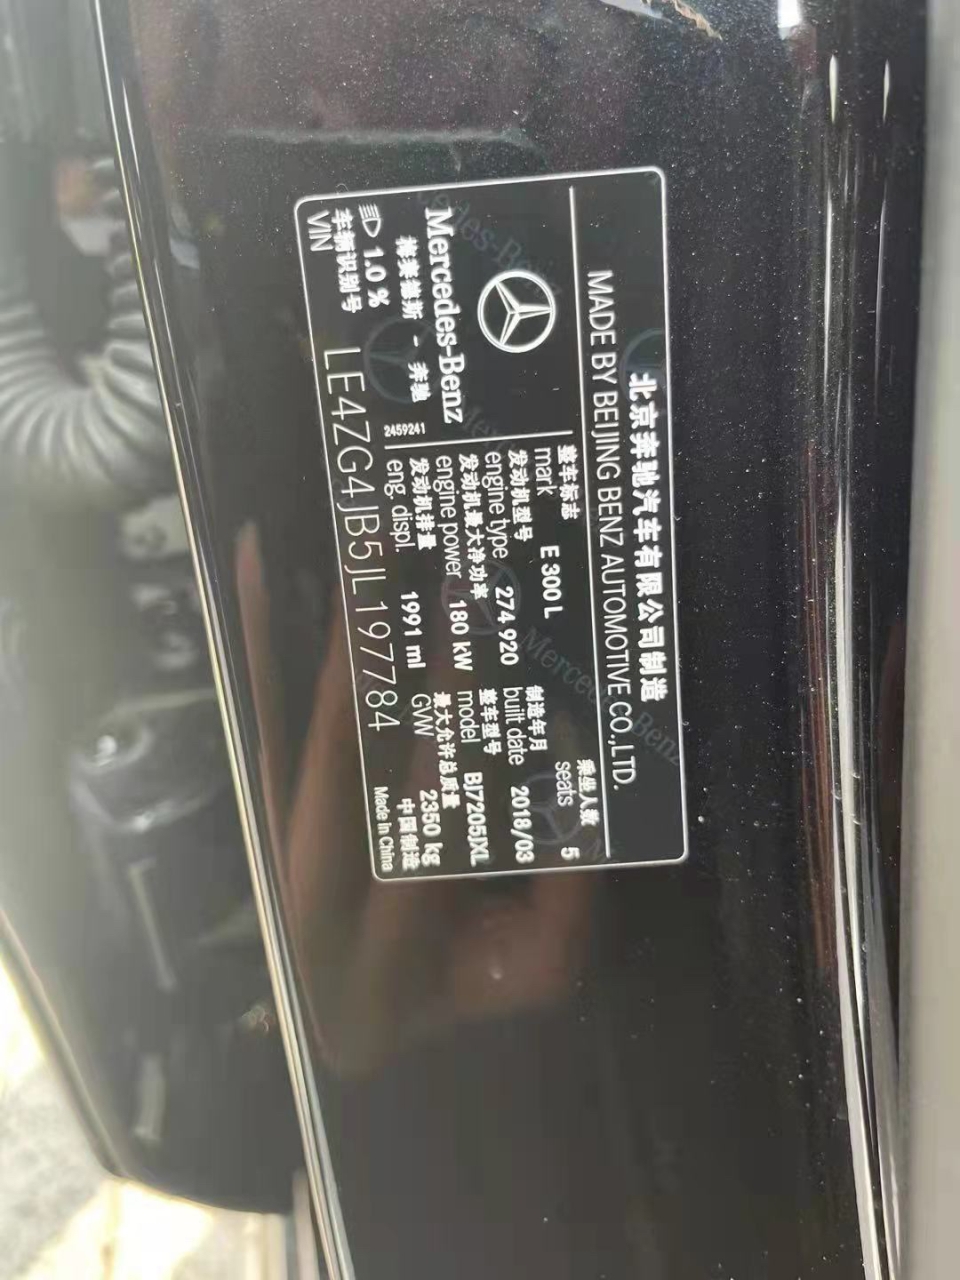 北京奔驰汽车有限公司制造
MADE BY BEIJING BENZ AUTOMOTIVE CO.,LTD.
Mercedes-Benz
梅赛德斯 - 奔驰
2459241
整车标志
mark E 300 L
乘坐人数
seats 5
发动机型号
engine type 274 920
制造年月
built date 2018/03
发动机最大净功率
engine power 180 kW
整车型号
model BJ7205IXL
发动机排量
eng. displ. 1991 ml
最大允许总质量
GVW 2350 kg
1.0 %
车辆识别号
VIN LE4ZG4JB5JL197784
中国制造
Made in China